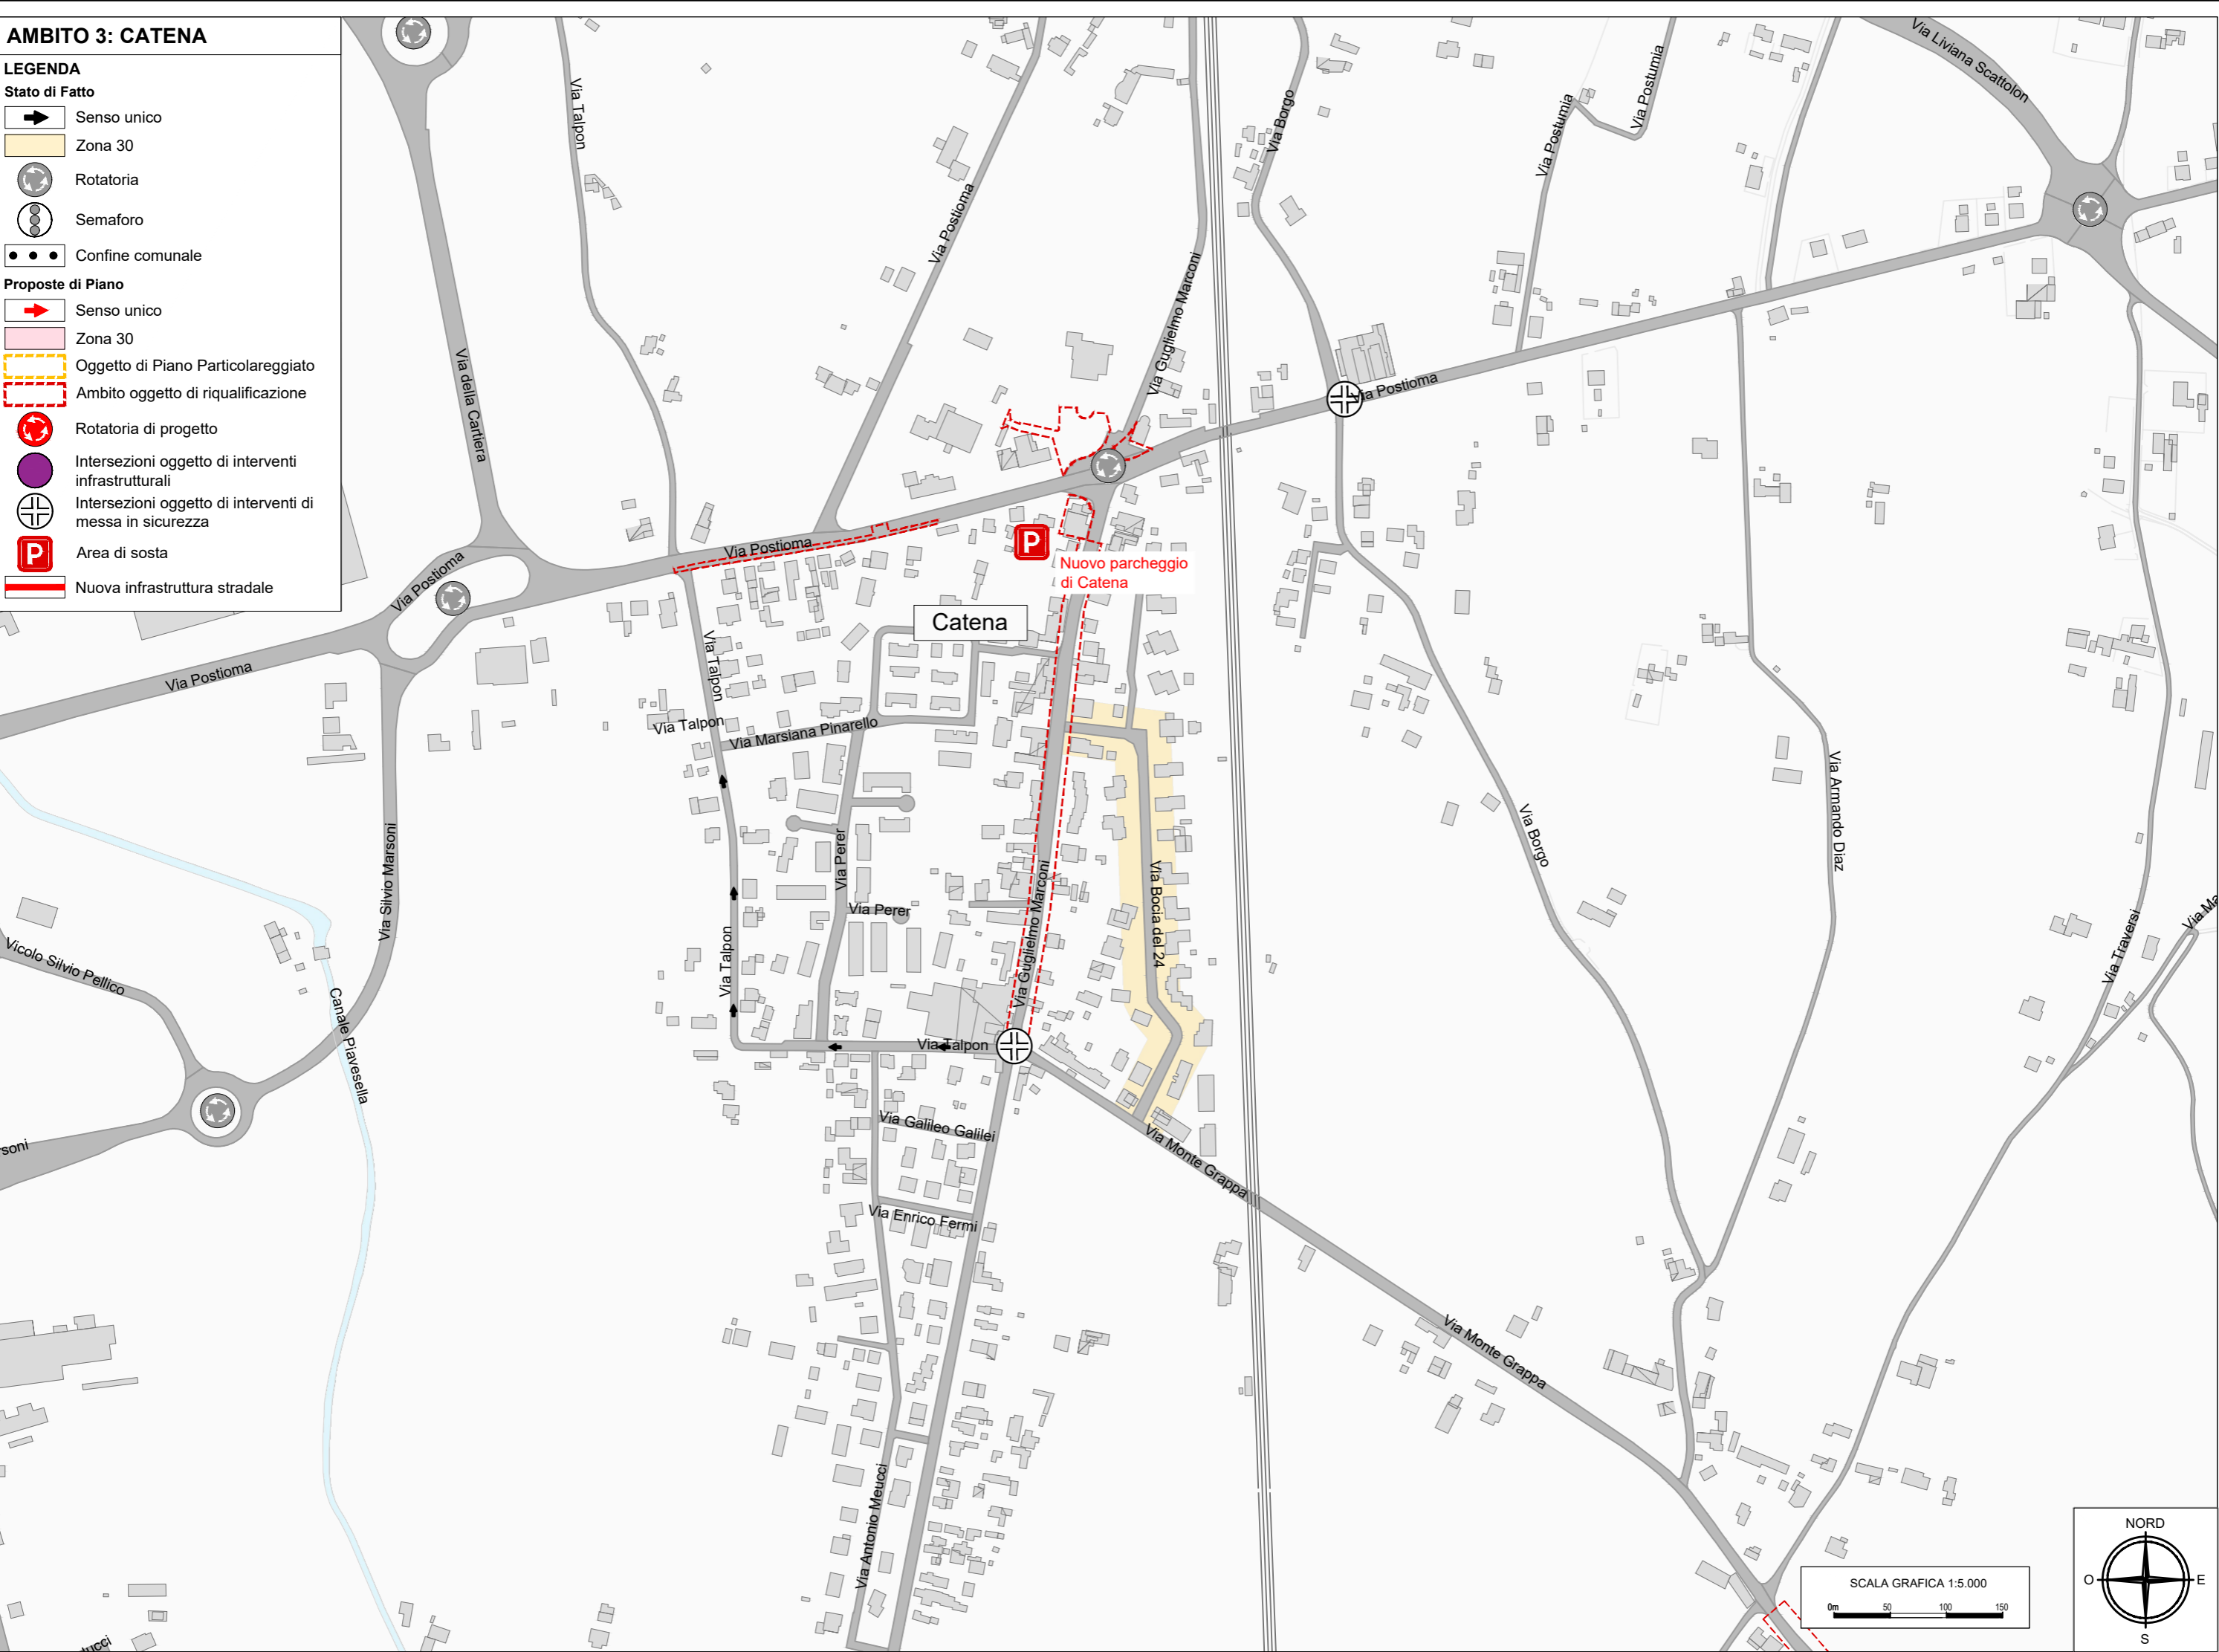 AMBITO 3: CATENA
LEGENDA
Stato di Fatto
Senso unico
Zona 30
Rotatoria
Semaforo
Confine comunale
Proposte di Piano
Senso unico
Zona 30
Oggetto di Piano Particolareggiato
Ambito oggetto di riqualificazione
Rotatoria di progetto
Intersezioni oggetto di interventi
infrastrutturali
Intersezioni oggetto di interventi di
messa in sicurezza
P
Area di sosta
Nuova infrastruttura stradale
Via Liviana Scattolon
Via Talpon
Via Borgo
Via Postumia
Via Postumia
Via Postioma
Via Guglielmo Marconi
Via della Cartiera
Via Postioma
Via Postioma
P
Nuovo parcheggio
di Catena
Via Postioma
Catena
Via Postioma
Via Talpon
Via Talpon
Via Marsiana Pinarello
Via Silvio Marsoni
Via Perer
Via Perer
Via Talpon
Via Guglielmo Marconi
Via Guglielmo Marconi
Via Bocia del 24
Via Borgo
Via Armando Diaz
Via Traversi
Via Ma
Vicolo Silvio Pellico
Canale Piavesella
Via Talpon
soni
Via Galileo Galilei
Via Monte Grappa
Via Enrico Fermi
Via Monte Grappa
Via Antonio Meucci
tucci
SCALA GRAFICA 1:5.000
0m 50 100 150
NORD
O E
S